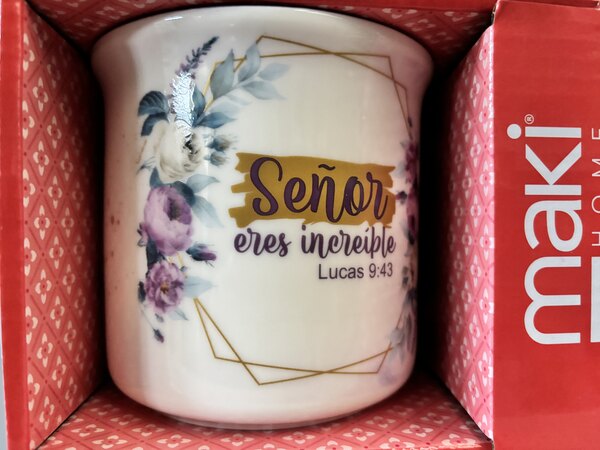 Señor
eres increíble
Lucas 9:43
maki®
HOME